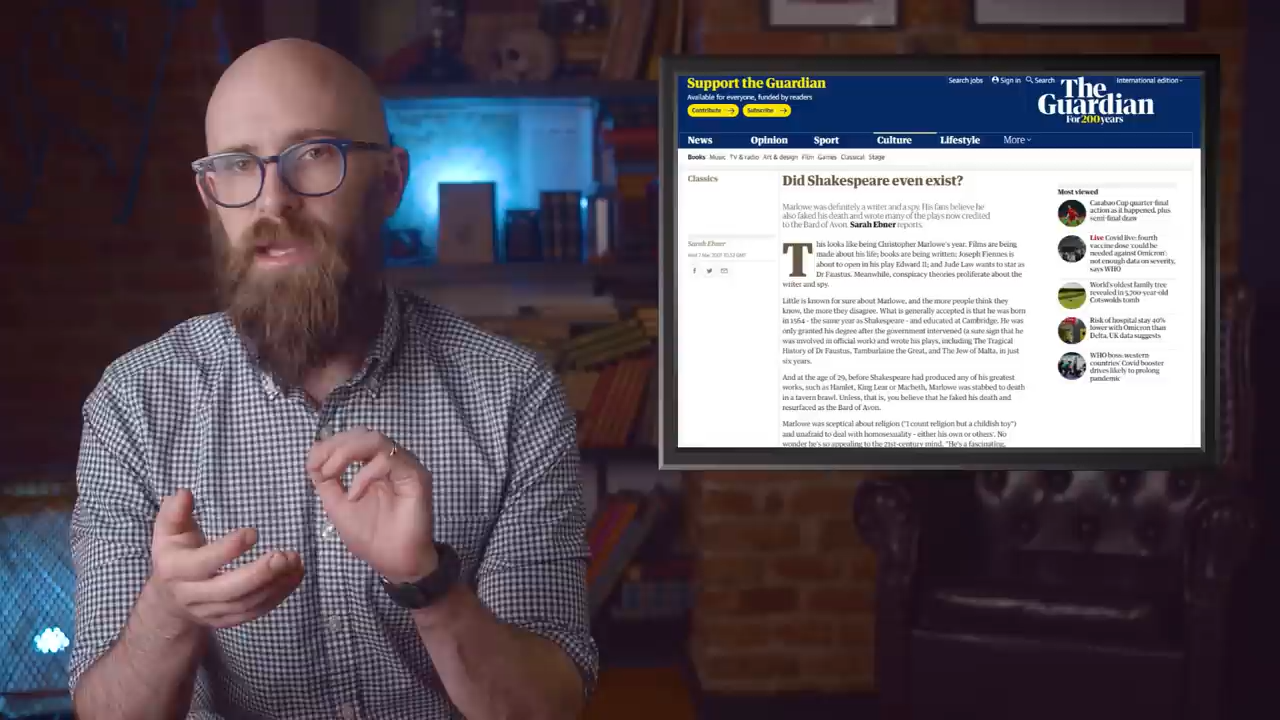 Support the Guardian
Available for everyone, funded by readers
Contribute →
Subscribe →
Search jobs
Sign in
Search
International edition
The
Guardian
For 200 years
News
Opinion
Sport
Culture
Lifestyle
More
Books Music TV & radio Art & design Film Games Classical Stage
Classics
Did Shakespeare even exist?
Marlowe was definitely a writer and a spy. His fans believe he
also faked his death and wrote many of the plays now credited
to the Bard of Avon. Sarah Ebner reports.
Sarah Ebner
This looks like being Christopher Marlowe's year. Films are being
made about his life; books are being written; Joseph Fiennes is
about to open in his play Edward II; and Jude Law wants to star as
Dr Faustus. Meanwhile, conspiracy theories proliferate about the
writer and spy.
Little is known for sure about Marlowe, and the more people think they
know, the more they disagree. What is generally accepted is that he was born
in 1564 - the same year as Shakespeare - and educated at Cambridge. He was
only granted his degree after the government intervened (a sure sign that he
was involved in official work) and wrote his plays, including The Tragical
History of Dr Faustus, Tamburlaine the Great, and The Jew of Malta, in just
six years.
And at the age of 29, before Shakespeare had produced any of his greatest
works, such as Hamlet, King Lear or Macbeth, Marlowe was stabbed to death
in a tavern brawl. Unless, that is, you believe that he faked his death and
resurfaced as the Bard of Avon.
Marlowe was sceptical about religion ("I count religion but a childish toy")
and unafraid to deal with homosexuality - either his own or others'. No
wonder he's so appealing to the 21st-century mind. "He's a fascinating,
Most viewed
Carabao Cup quarter-final
action as it happened, plus
semi-final draw
Live Covid live: fourth
vaccine dose 'could be
needed against Omicron';
not enough data on severity,
says WHO
World's oldest family tree
revealed in 5,700-year-old
Cotswolds tomb
Risk of hospital stay 40%
lower with Omicron than
Delta, UK data suggests
WHO boss: western
countries' Covid booster
drives likely to prolong
pandemic